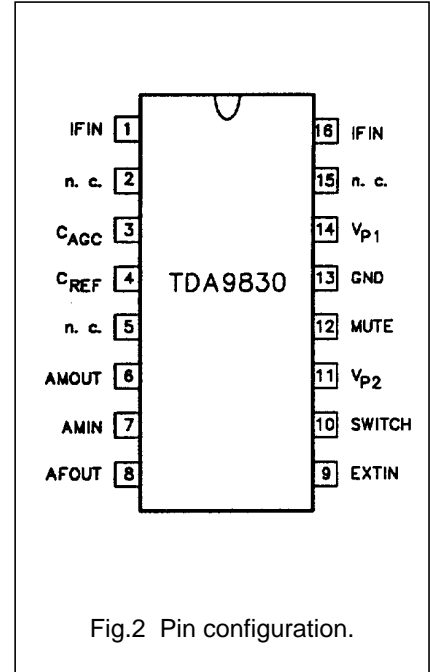 IFIN 1 16 IFIN
n. c. 2 15 n. c.
CAGC 3 14 VP1
CREF 4 TDA9830 13 GND
n. c. 5 12 MUTE
AMOUT 6 11 VP2
AMIN 7 10 SWITCH
AFOUT 8 9 EXTIN
Fig.2 Pin configuration.